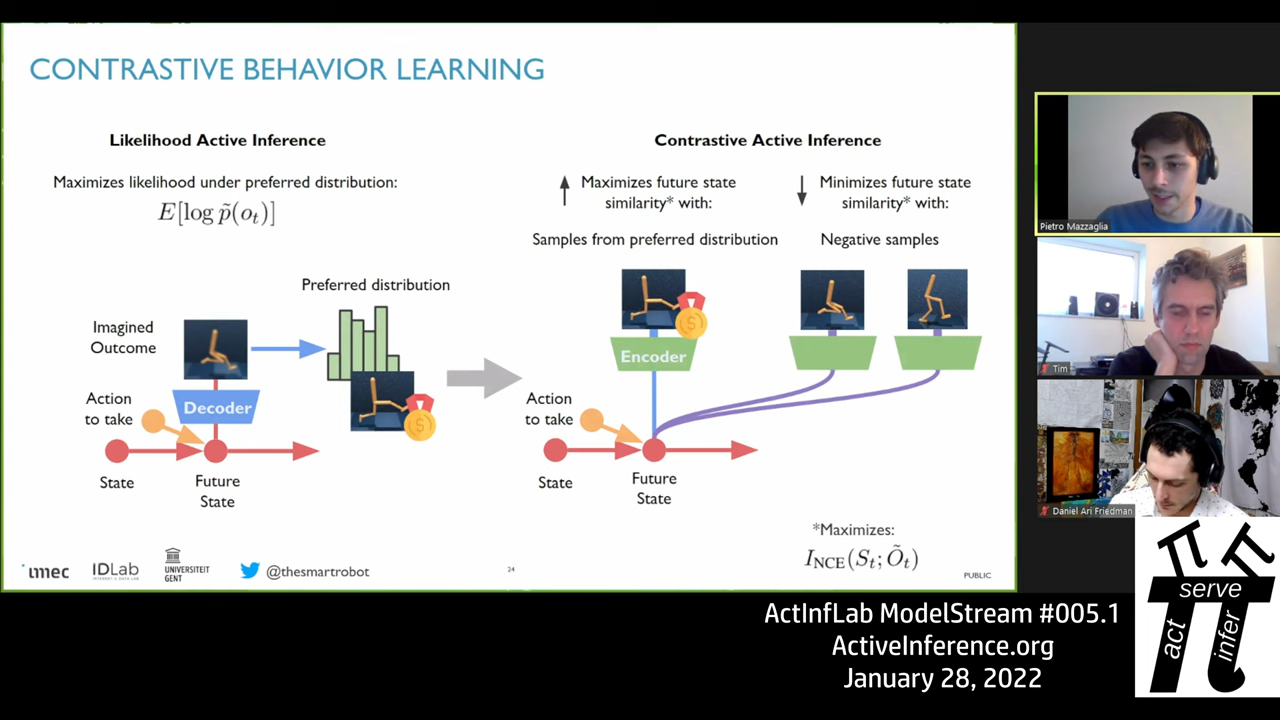 CONTRASTIVE BEHAVIOR LEARNING
Likelihood Active Inference
Maximizes likelihood under preferred distribution:
E[log p̃(o_t)]
Preferred distribution
Imagined
Outcome
Decoder
Action
to take
State
Future
State
Contrastive Active Inference
Maximizes future state
similarity* with:
Minimizes future state
similarity* with:
Samples from preferred distribution
Negative samples
Encoder
Action
to take
State
Future
State
*Maximizes:
I_NCE(S_t; Õ_t)
imec
IDLab
INTERNET & DATA LAB
UNIVERSITEIT
GENT
@thesmartrobot
24
PUBLIC
Pietro Mazzaglia
Tim
Daniel Ari Friedman
ActInfLab ModelStream #005.1
ActiveInference.org
January 28, 2022
act
serve
infer